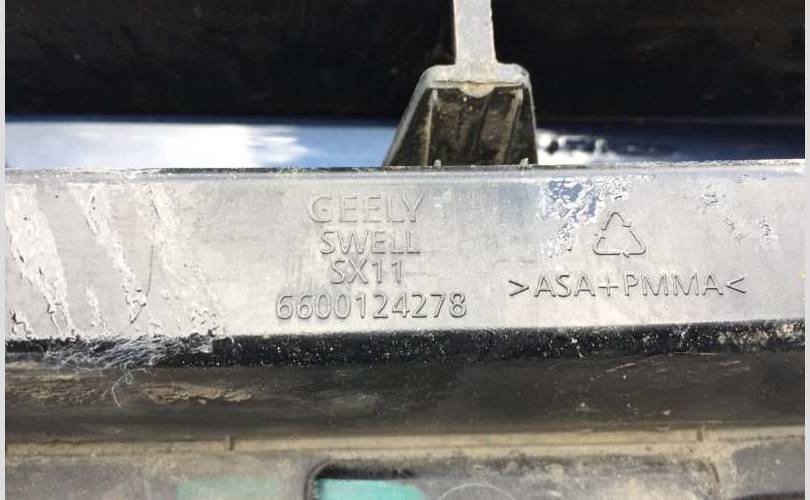 GEELY
SWELL
SX11
6600124278
>ASA+PMMA<